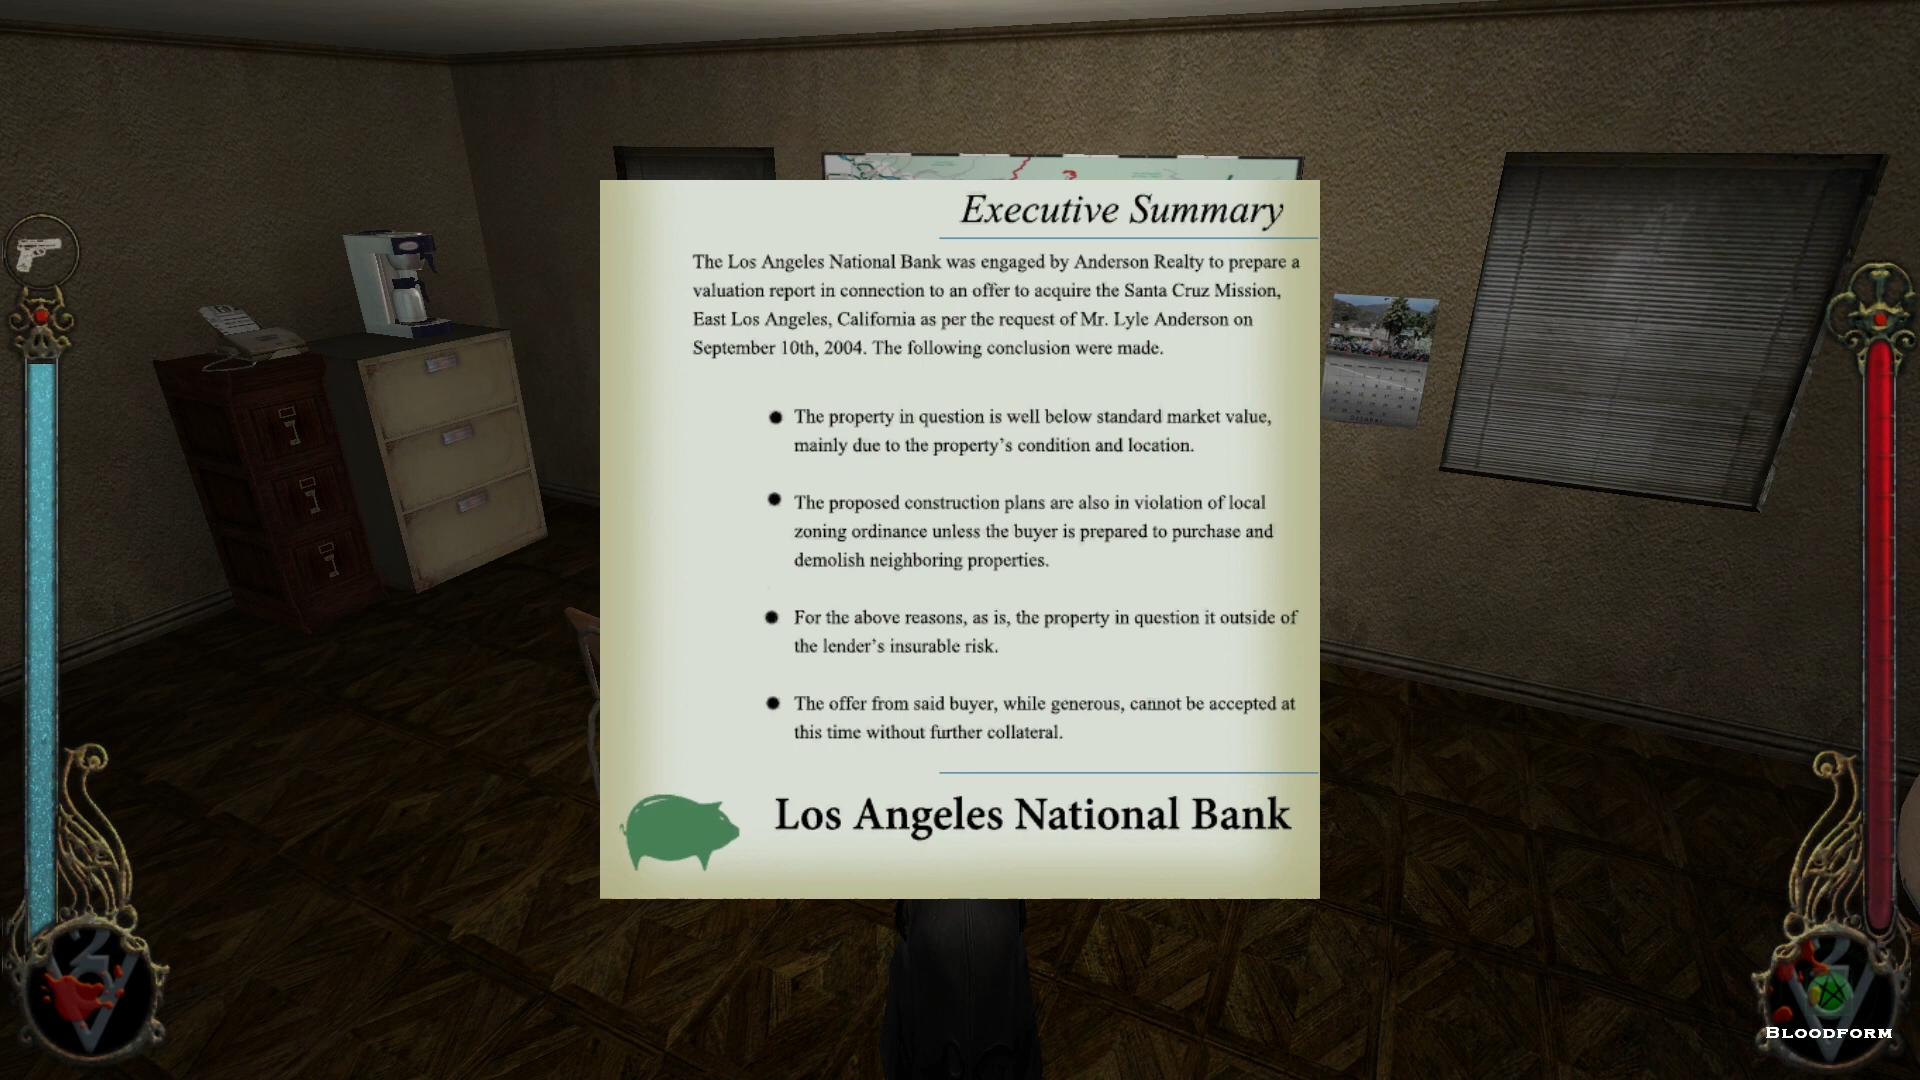 Executive Summary
The Los Angeles National Bank was engaged by Anderson Realty to prepare a
valuation report in connection to an offer to acquire the Santa Cruz Mission,
East Los Angeles, California as per the request of Mr. Lyle Anderson on
September 10th, 2004. The following conclusion were made.
● The property in question is well below standard market value,
mainly due to the property's condition and location.
● The proposed construction plans are also in violation of local
zoning ordinance unless the buyer is prepared to purchase and
demolish neighboring properties.
● For the above reasons, as is, the property in question it outside of
the lender's insurable risk.
● The offer from said buyer, while generous, cannot be accepted at
this time without further collateral.
Los Angeles National Bank
Bloodform